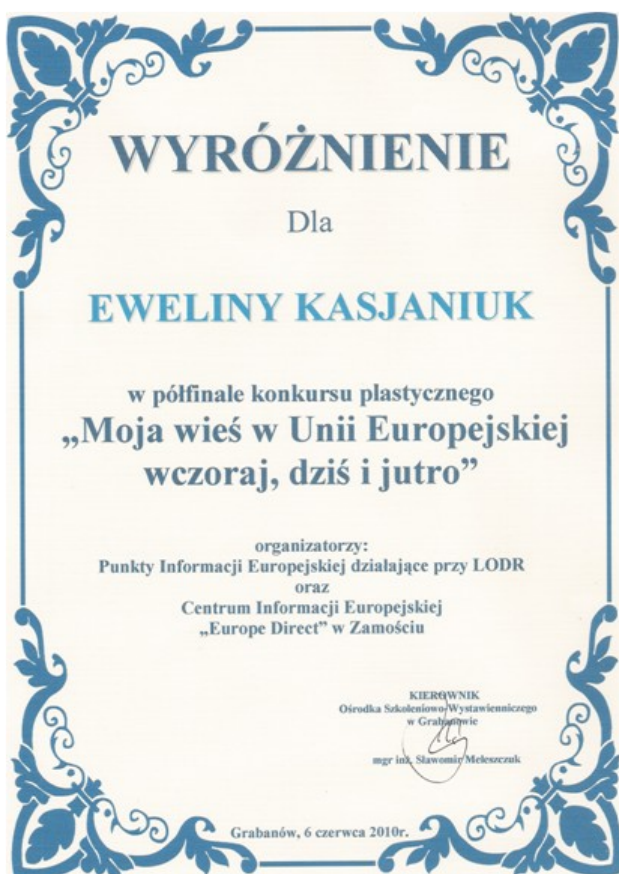 WYRÓŻNIENIE
Dla
EWELINY KASJANIUK
w półfinale konkursu plastycznego
„Moja wieś w Unii Europejskiej
wczoraj, dziś i jutro”
organizatorzy:
Punkty Informacji Europejskiej działające przy LODR
oraz
Centrum Informacji Europejskiej
„Europe Direct” w Zamościu
KIEROWNIK
Ośrodka Szkoleniowo-Wystawienniczego
w Grabanowie
mgr inż. Sławomir Meleszczuk
Grabanów, 6 czerwca 2010r.